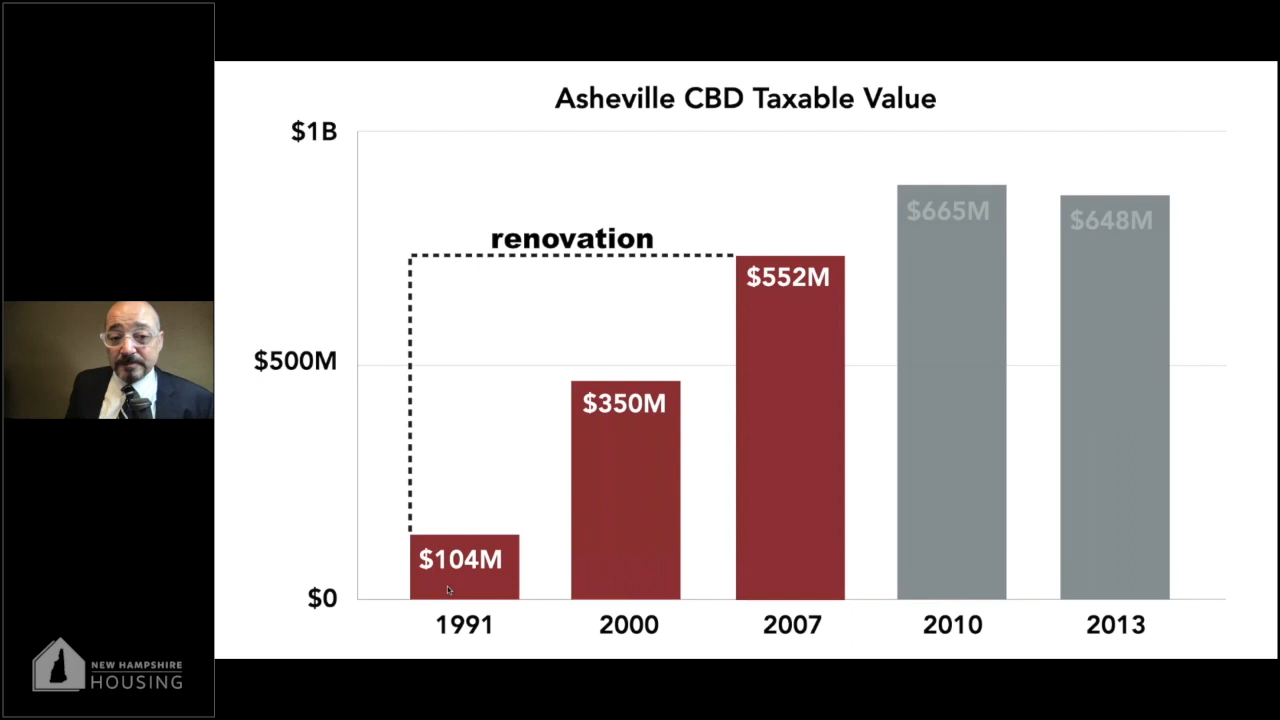 Asheville CBD Taxable Value
$1B
$665M
$648M
renovation
$552M
$500M
$350M
$104M
$0
1991 2000 2007 2010 2013
NEW HAMPSHIRE
HOUSING